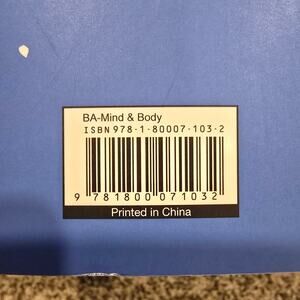 BA-Mind & Body
ISBN 978-1-80007-103-2
9 781800 071032
Printed in China